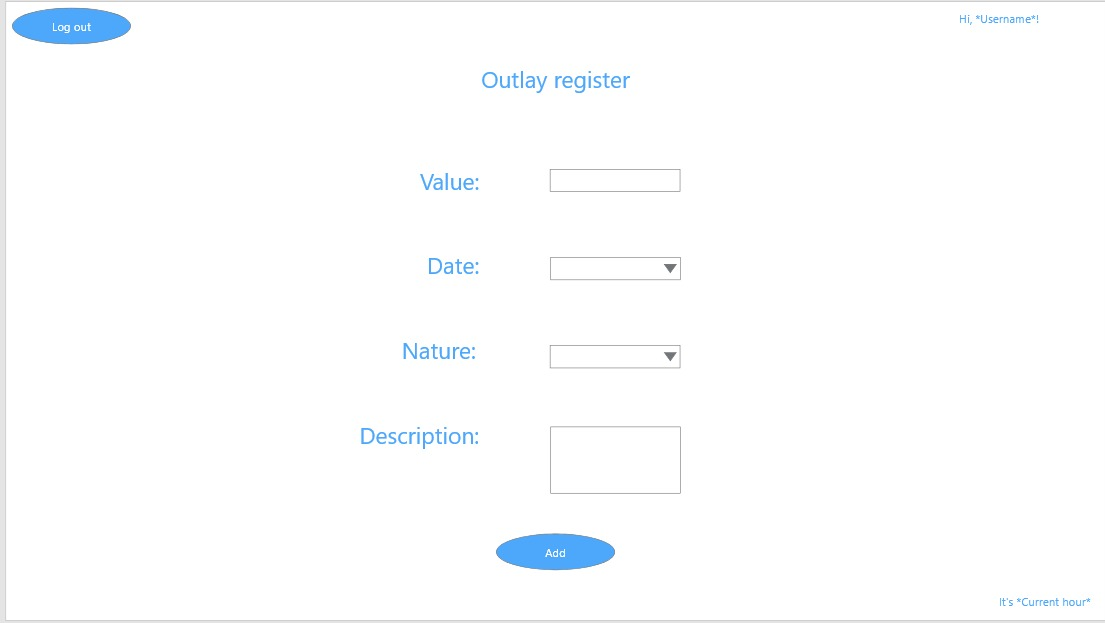 Log out
Hi, *Username*!
Outlay register
Value:
Date:
Nature:
Description:
Add
It's *Current hour*